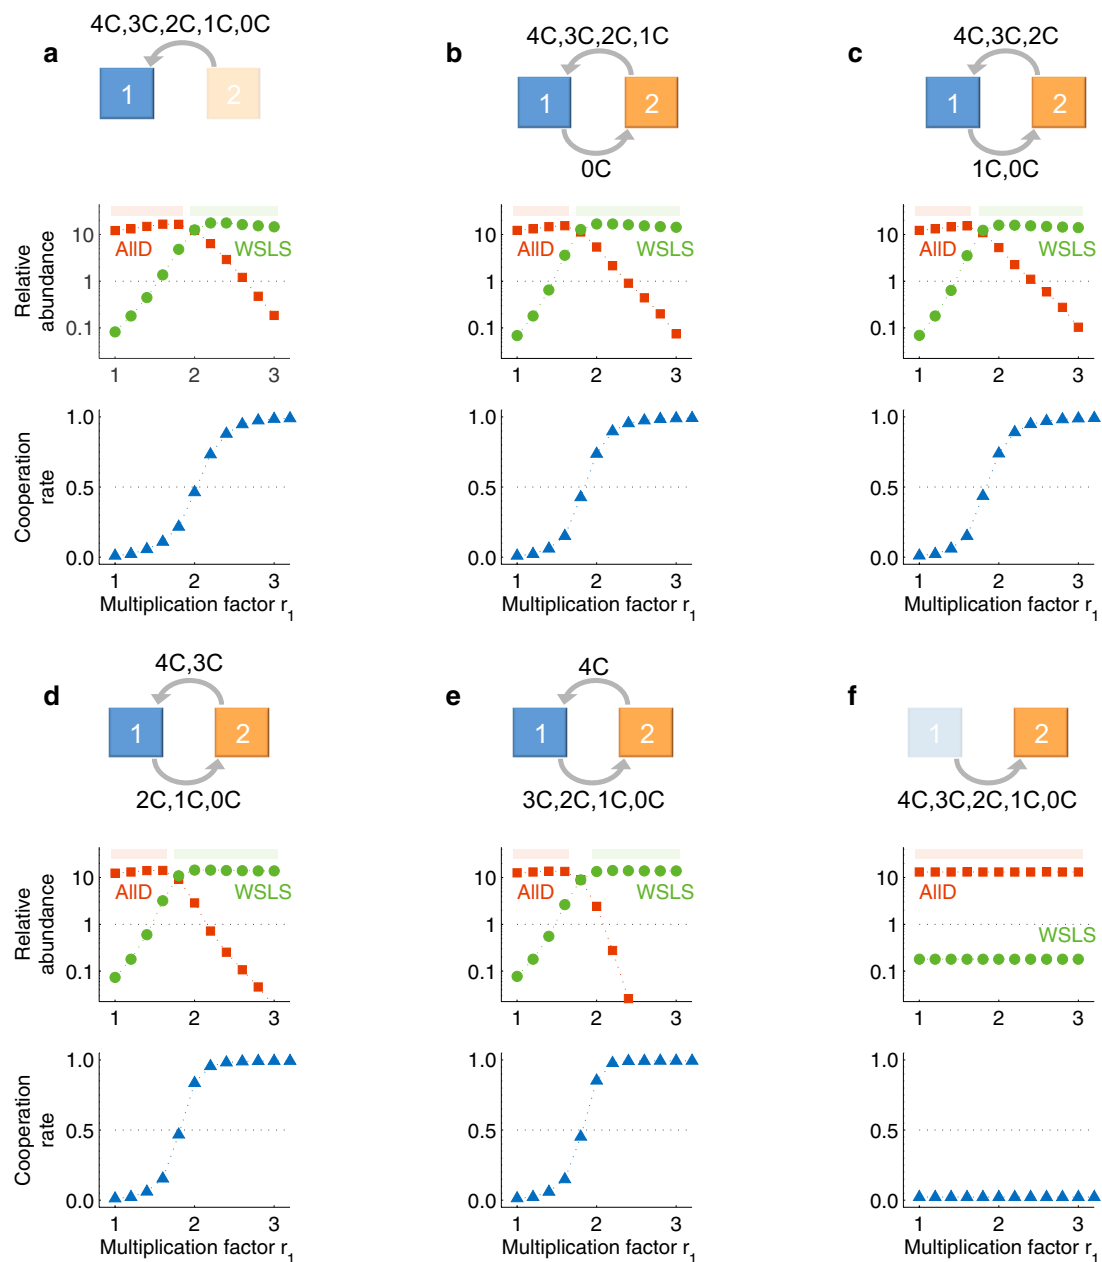 a
4C,3C,2C,1C,0C
1
2
Relative
abundance
10
1
0.1
AllD
WSLS
1
2
3
Cooperation
rate
1.0
0.5
0.0
1
2
3
Multiplication factor r1
b
4C,3C,2C,1C
1
2
0C
10
1
0.1
AllD
WSLS
1
2
3
1.0
0.5
0.0
1
2
3
Multiplication factor r1
c
4C,3C,2C
1
2
1C,0C
10
1
0.1
AllD
WSLS
1
2
3
1.0
0.5
0.0
1
2
3
Multiplication factor r1
d
4C,3C
1
2
2C,1C,0C
Relative
abundance
10
1
0.1
AllD
WSLS
1
2
3
Cooperation
rate
1.0
0.5
0.0
1
2
3
Multiplication factor r1
e
4C
1
2
3C,2C,1C,0C
10
1
0.1
AllD
WSLS
1
2
3
1.0
0.5
0.0
1
2
3
Multiplication factor r1
f
1
2
4C,3C,2C,1C,0C
10
1
0.1
AllD
WSLS
1
2
3
1.0
0.5
0.0
1
2
3
Multiplication factor r1